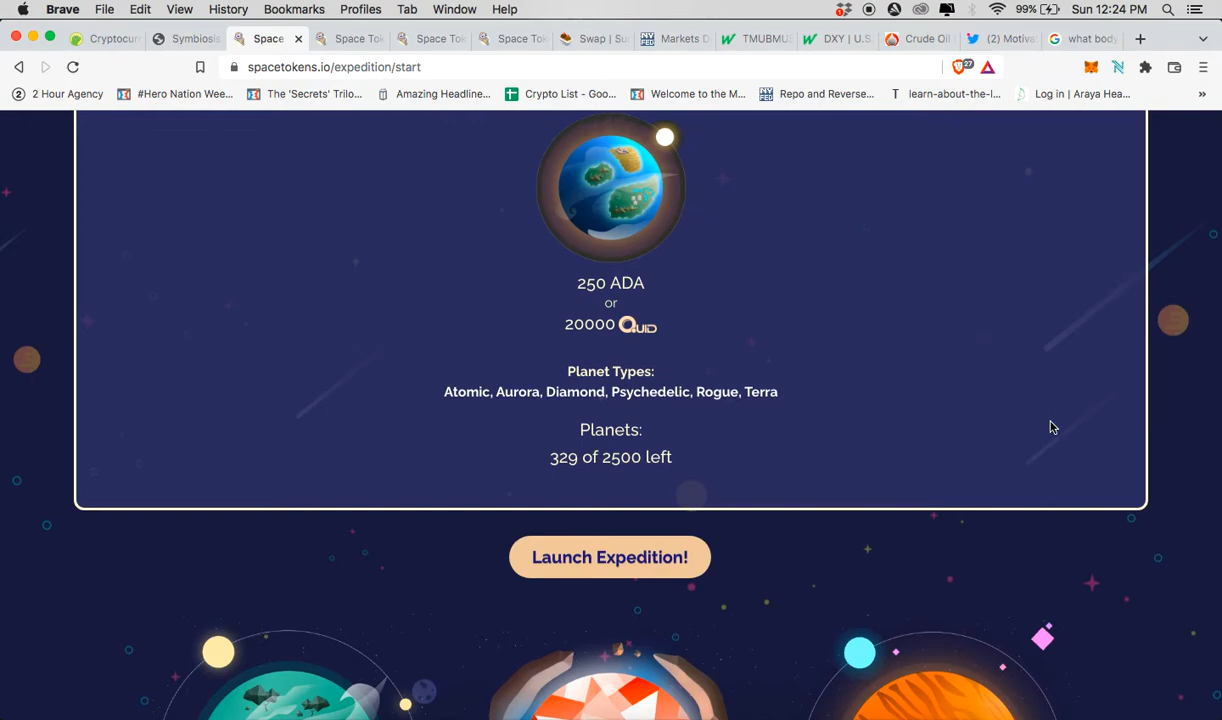 Brave File Edit View History Bookmarks Profiles Tab Window Help 99% Sun 12:24 PM
Cryptocurr Symbiosis Space Space Tok Space Tok Space Tok Swap | Su Markets D TMUBMUS DXY | U.S. Crude Oil (2) Motiva what body
spacetokens.io/expedition/start 27
2 Hour Agency #Hero Nation Wee... The 'Secrets' Trilo... Amazing Headline... Crypto List - Goo... Welcome to the M... Repo and Reverse... learn-about-the-l... Log in | Araya Hea... »
250 ADA
or
20000 QUID
Planet Types:
Atomic, Aurora, Diamond, Psychedelic, Rogue, Terra
Planets:
329 of 2500 left
Launch Expedition!